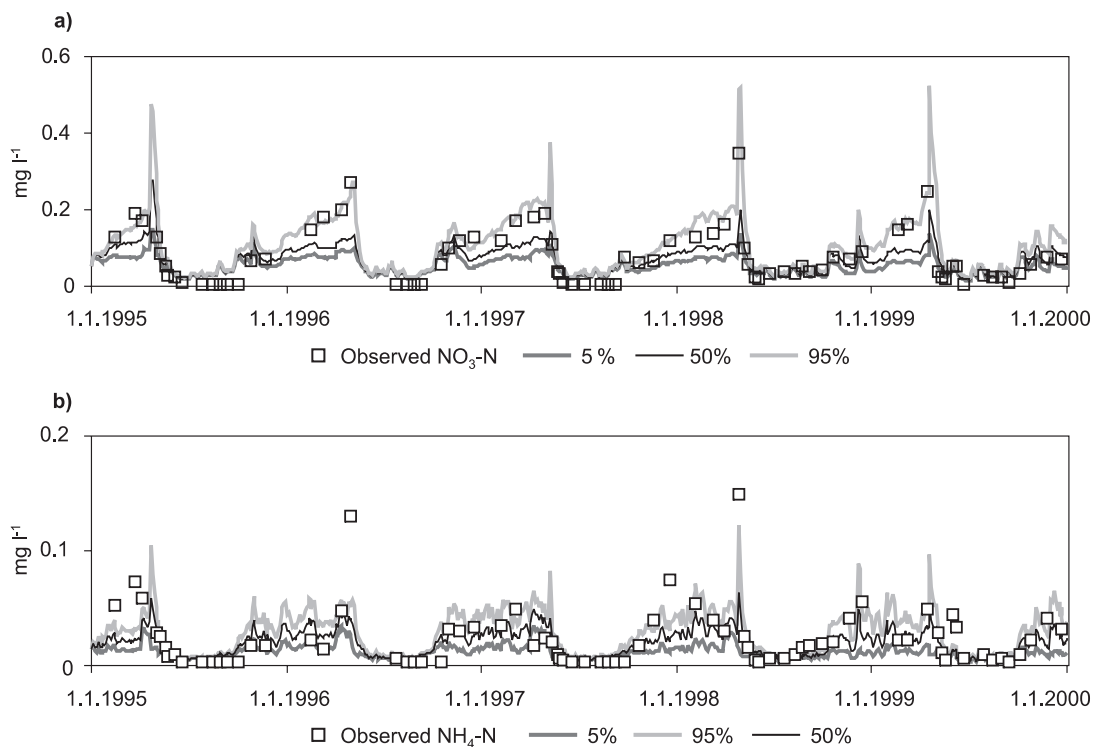 a)
0.6
0.4
0.2
0
mg l⁻¹
1.1.1995 1.1.1996 1.1.1997 1.1.1998 1.1.1999 1.1.2000
Observed NO₃-N 5 % 50% 95%
b)
0.2
0.1
0
mg l⁻¹
1.1.1995 1.1.1996 1.1.1997 1.1.1998 1.1.1999 1.1.2000
Observed NH₄-N 5% 95% 50%